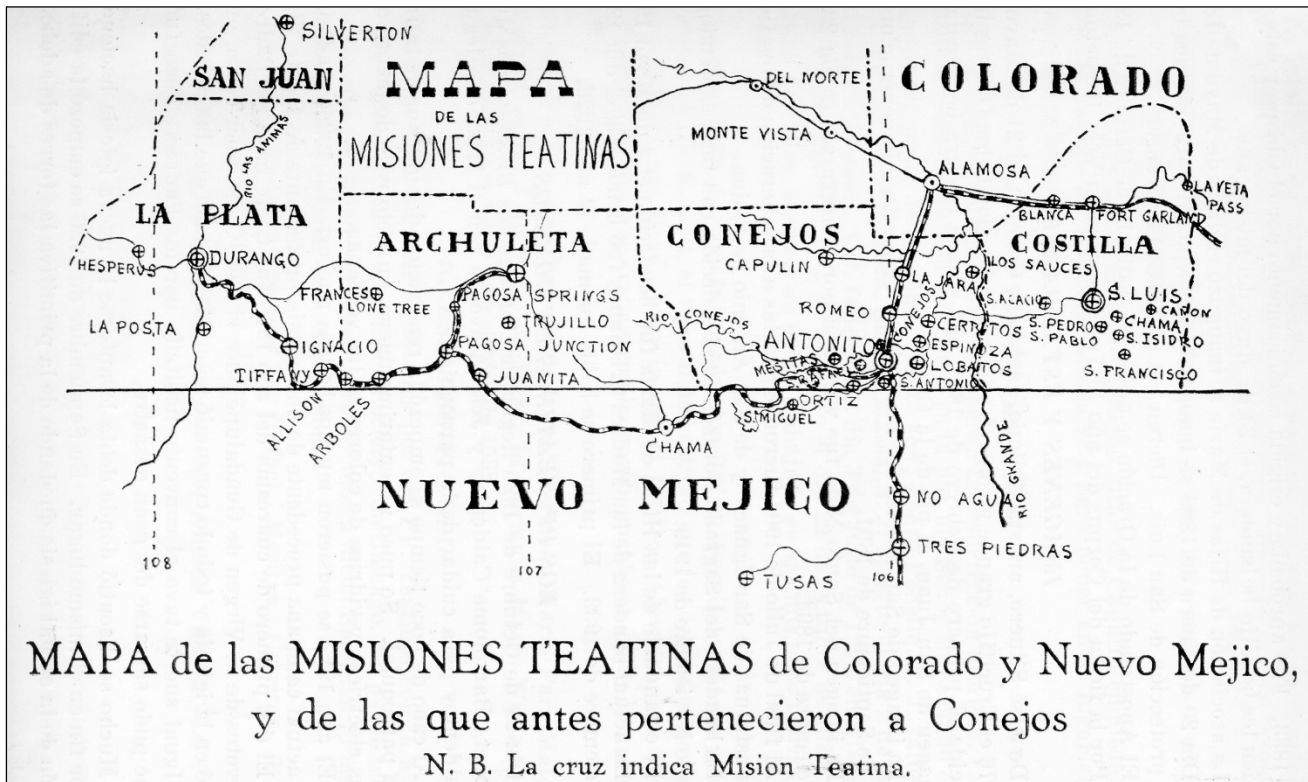 SILVERTON
SAN JUAN
MAPA
DE LAS
MISIONES TEATINAS
DEL NORTE
COLORADO
MONTE VISTA
RIO LAS ÁNIMAS
ALAMOSA
LA VETA
PASS
BLANCA
FORT GARLAND
LA PLATA
ARCHULETA
CONEJOS
COSTILLA
HESPERUS
DURANGO
CAPULIN
LOS SAUCES
LA JARA
FRANCES
LONE TREE
PAGOSA SPRINGS
S. ACACIO
S. LUIS
CAÑON
ROMEO
CONEJOS
RIO CONEJOS
CERRITOS
S. PEDRO
CHAMA
S. PABLO
S. ISIDRO
LA POSTA
TRUJILLO
IGNACIO
PAGOSA JUNCTION
ANTONITO
ESPINOZA
MESITAS
LOBATOS
S. FRANCISCO
TIFFANY
JUANITA
S. RAFAEL
S. ANTONIO
ALLISON
ARBOLES
ORTIZ
S. MIGUEL
CHAMA
NUEVO MEJICO
RIO GRANDE
NO AGUA
TRES PIEDRAS
TUSAS
108
107
106
MAPA de las MISIONES TEATINAS de Colorado y Nuevo Mejico,
y de las que antes pertenecieron a Conejos
N. B. La cruz indica Mision Teatina.